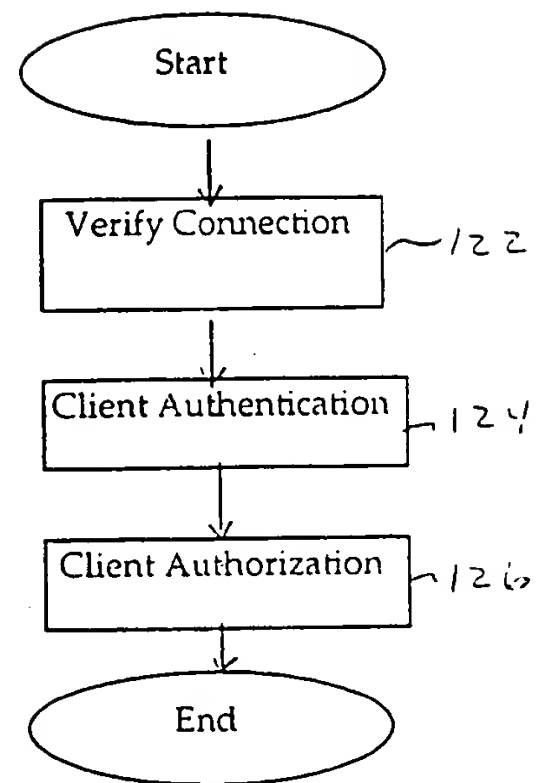 Start
Verify Connection
122
Client Authentication
124
Client Authorization
126
End